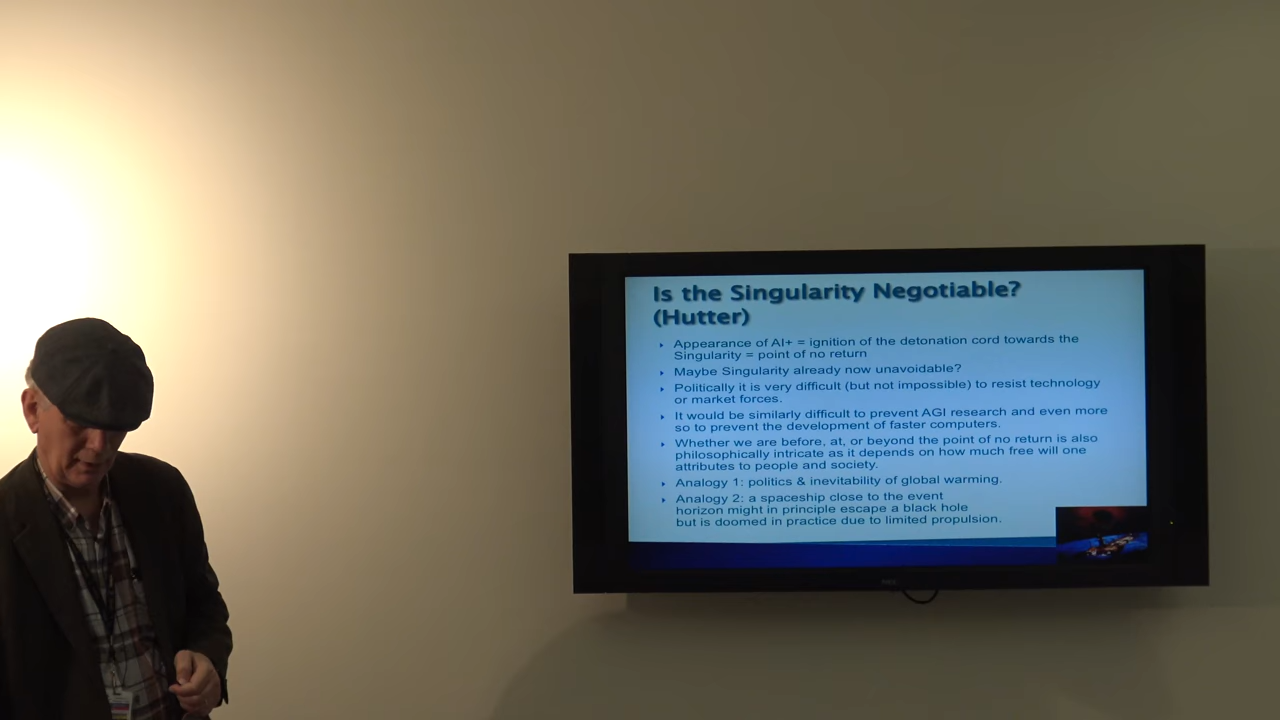 Is the Singularity Negotiable?
(Hutter)
Appearance of AI+ = ignition of the detonation cord towards the
Singularity = point of no return
Maybe Singularity already now unavoidable?
Politically it is very difficult (but not impossible) to resist technology
or market forces.
It would be similarly difficult to prevent AGI research and even more
so to prevent the development of faster computers.
Whether we are before, at, or beyond the point of no return is also
philosophically intricate as it depends on how much free will one
attributes to people and society.
Analogy 1: politics & inevitability of global warming.
Analogy 2: a spaceship close to the event
horizon might in principle escape a black hole
but is doomed in practice due to limited propulsion.
NEC